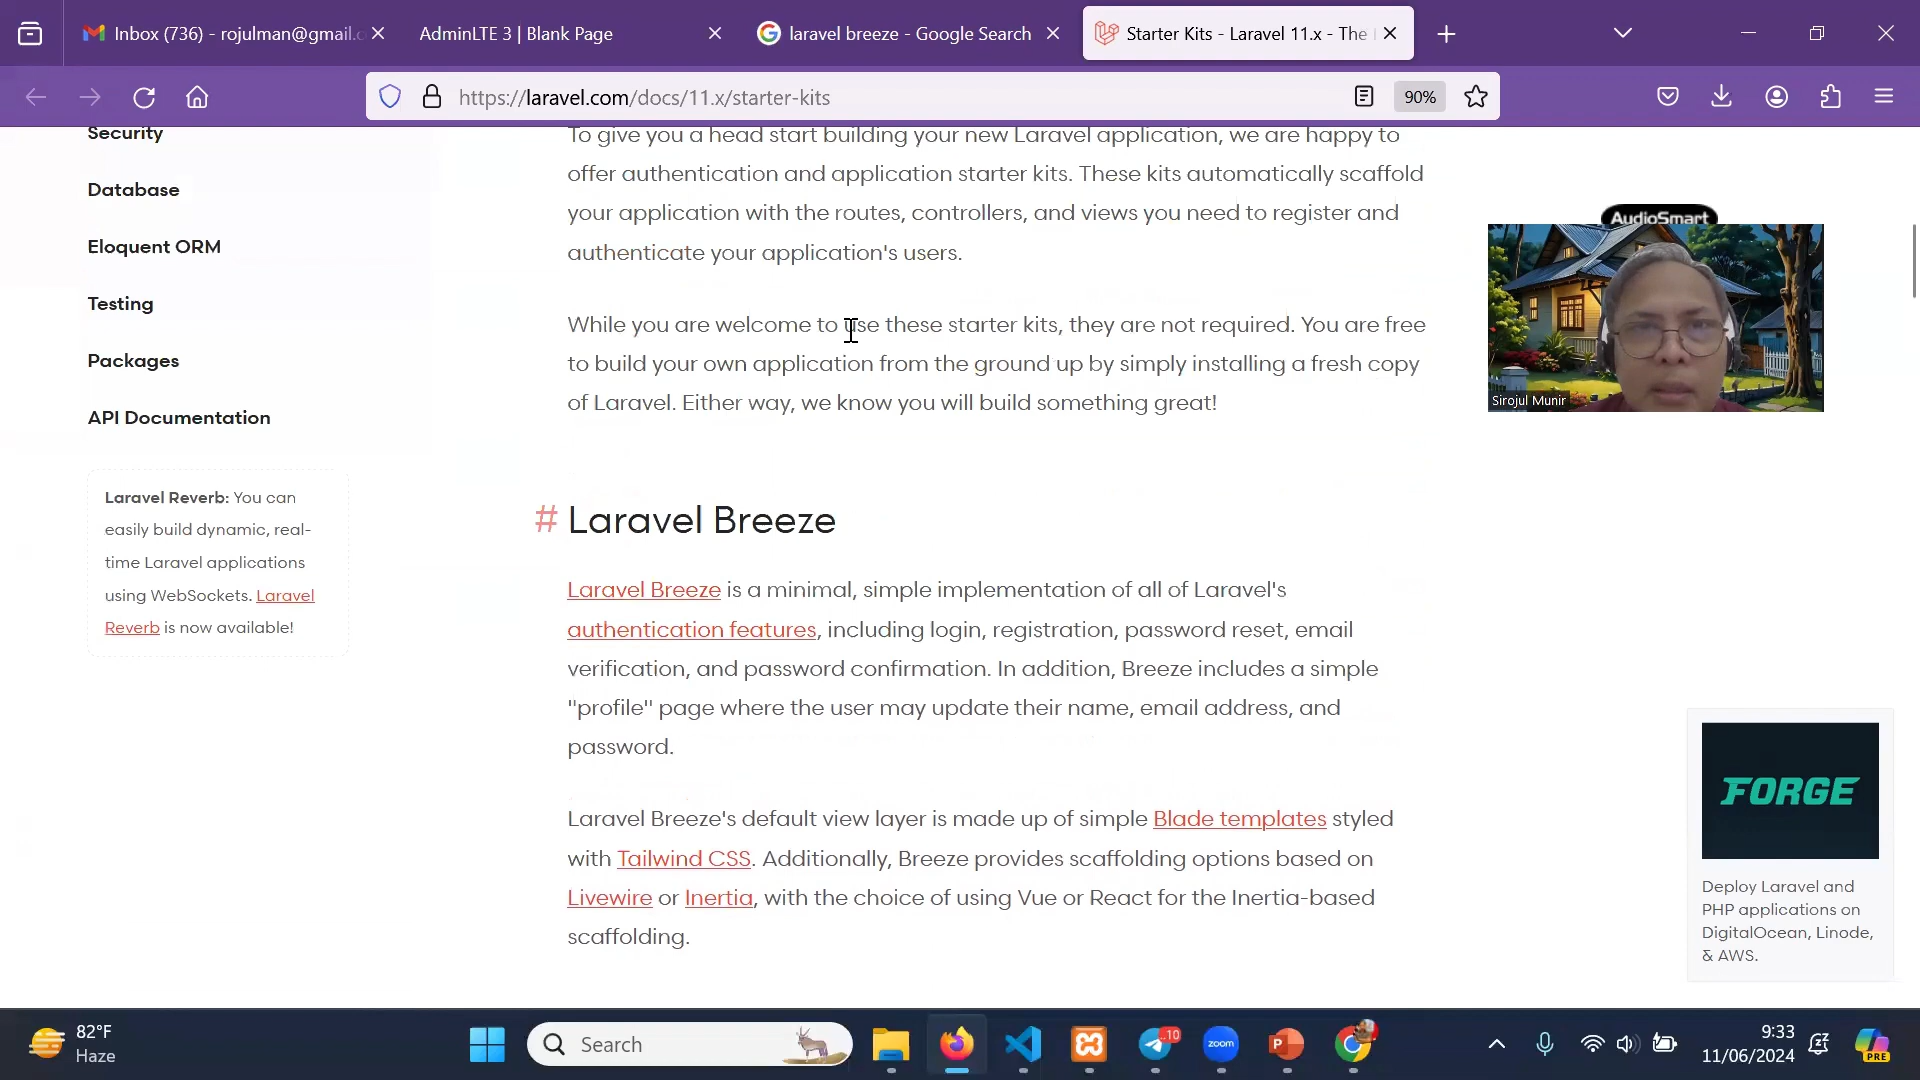 Inbox (736) - rojulman@gmail.c
AdminLTE 3 | Blank Page
laravel breeze - Google Search
Starter Kits - Laravel 11.x - The
https://laravel.com/docs/11.x/starter-kits
90%
Security
Database
Eloquent ORM
Testing
Packages
API Documentation
Laravel Reverb: You can
easily build dynamic, real-
time Laravel applications
using WebSockets. Laravel
Reverb is now available!
To give you a head start building your new Laravel application, we are happy to
offer authentication and application starter kits. These kits automatically scaffold
your application with the routes, controllers, and views you need to register and
authenticate your application's users.
While you are welcome to use these starter kits, they are not required. You are free
to build your own application from the ground up by simply installing a fresh copy
of Laravel. Either way, we know you will build something great!
# Laravel Breeze
Laravel Breeze is a minimal, simple implementation of all of Laravel's
authentication features, including login, registration, password reset, email
verification, and password confirmation. In addition, Breeze includes a simple
"profile" page where the user may update their name, email address, and
password.
Laravel Breeze's default view layer is made up of simple Blade templates styled
with Tailwind CSS. Additionally, Breeze provides scaffolding options based on
Livewire or Inertia, with the choice of using Vue or React for the Inertia-based
scaffolding.
AudioSmart
Sirojul Munir
FORGE
Deploy Laravel and
PHP applications on
DigitalOcean, Linode,
& AWS.
82°F
Haze
Search
10
zoom
9:33
11/06/2024
PRE